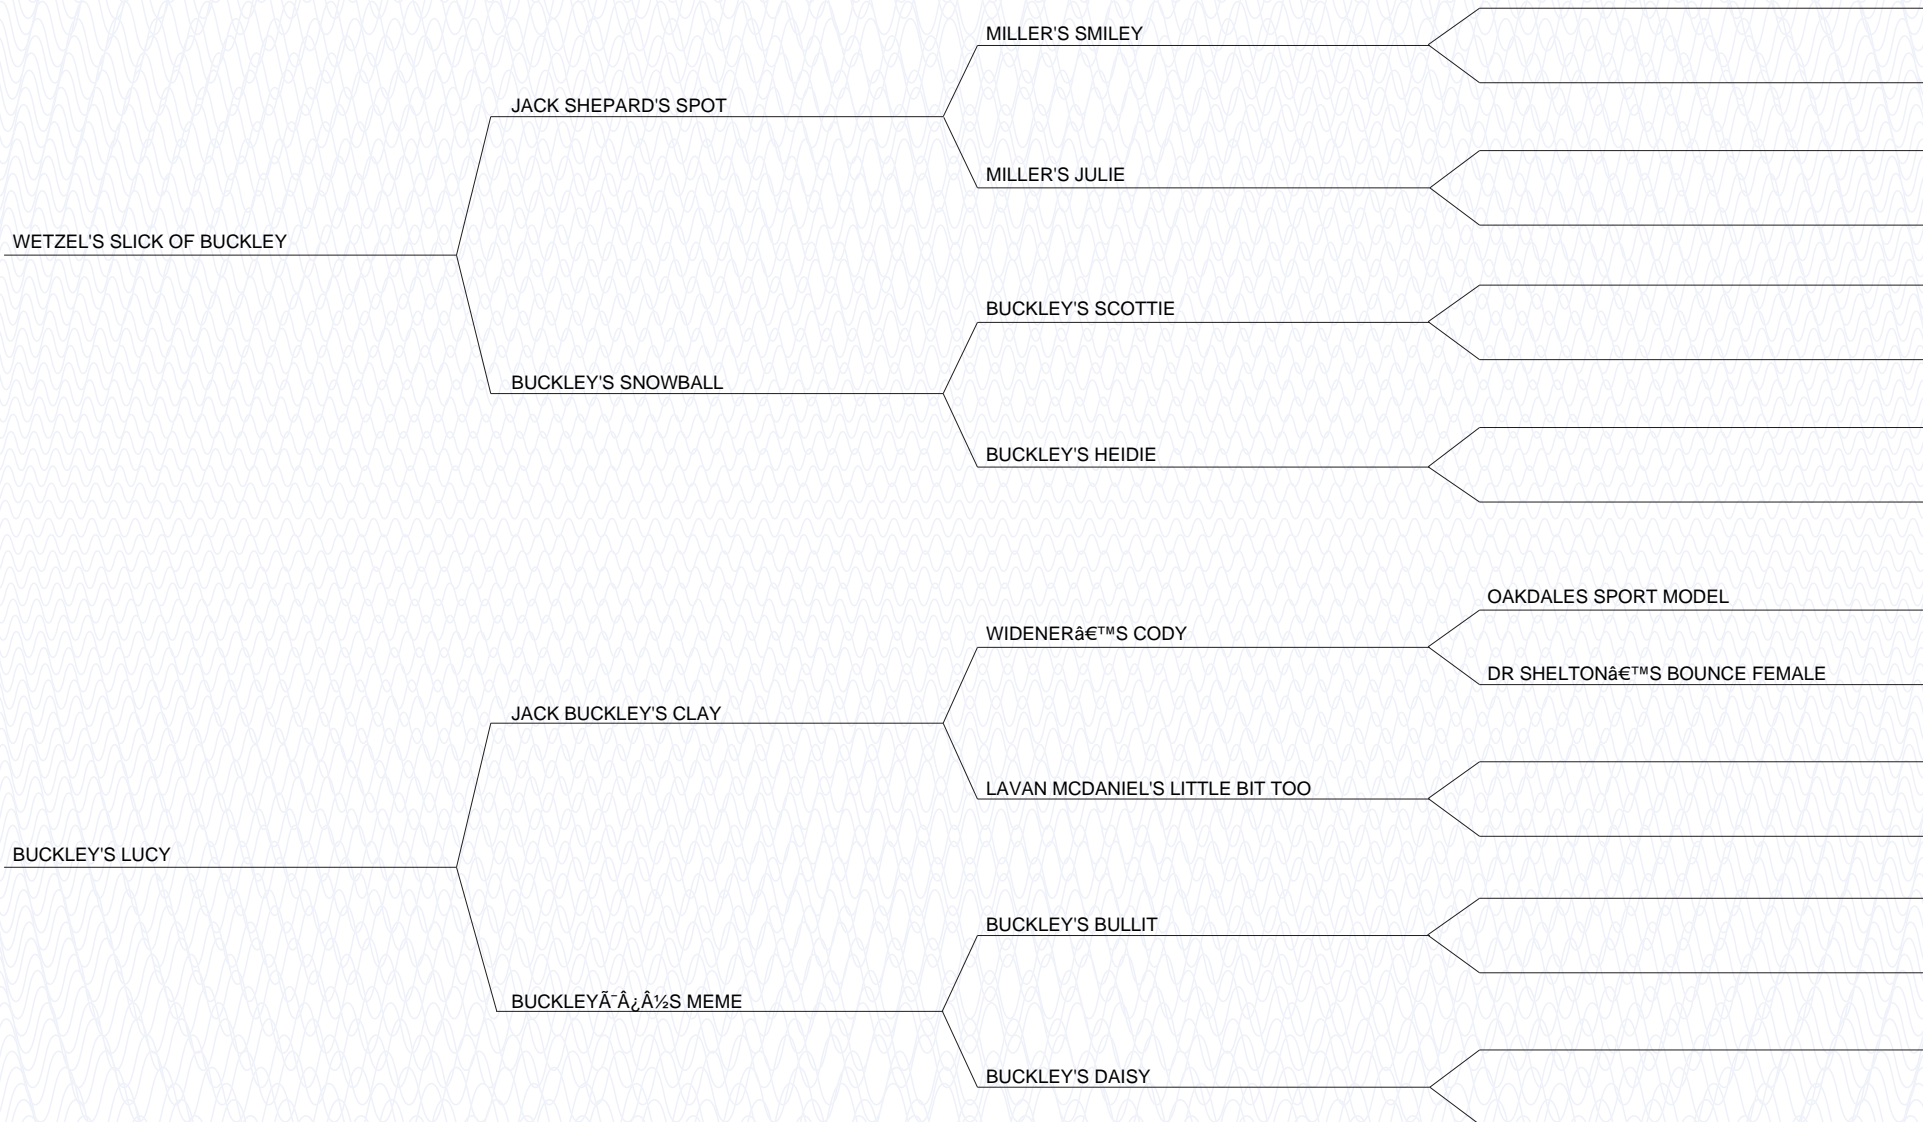 MILLER'S SMILEY
JACK SHEPARD'S SPOT
MILLER'S JULIE
WETZEL'S SLICK OF BUCKLEY
BUCKLEY'S SCOTTIE
BUCKLEY'S SNOWBALL
BUCKLEY'S HEIDIE
OAKDALES SPORT MODEL
WIDENERâ€™S CODY
DR SHELTONâ€™S BOUNCE FEMALE
JACK BUCKLEY'S CLAY
LAVAN MCDANIEL'S LITTLE BIT TOO
BUCKLEY'S LUCY
BUCKLEY'S BULLIT
BUCKLEYÃ¯Â¿Â½S MEME
BUCKLEY'S DAISY